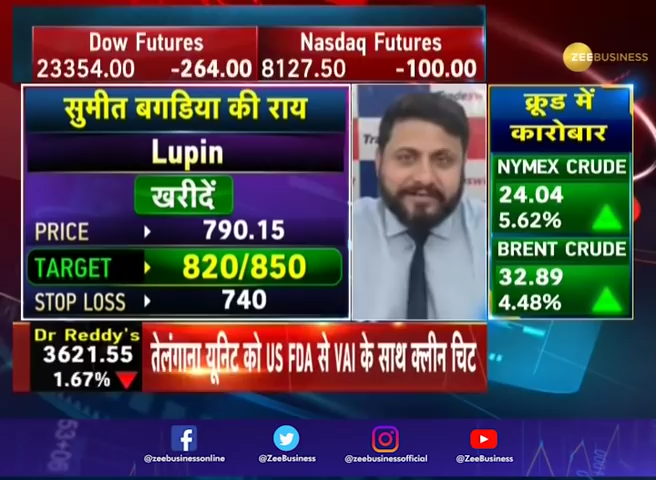 Dow Futures
23354.00 -264.00
Nasdaq Futures
8127.50 -100.00
ZEEBUSINESS
सुमीत बगडिया की राय
Lupin
खरीदें
PRICE 790.15
TARGET 820/850
STOP LOSS 740
क्रूड में
कारोबार
NYMEX CRUDE
24.04
5.62%
BRENT CRUDE
32.89
4.48%
Dr Reddy's
3621.55
1.67%
तेलंगाना यूनिट को US FDA से VAI के साथ क्लीन चिट
@zeebusinessonline
@ZeeBusiness
@zeebusinessofficial
@ZeeBusiness